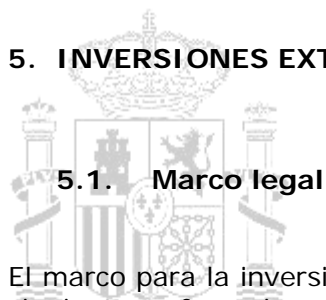 5. INVERSIONES EXT
5.1. Marco legal
El marco para la inversi